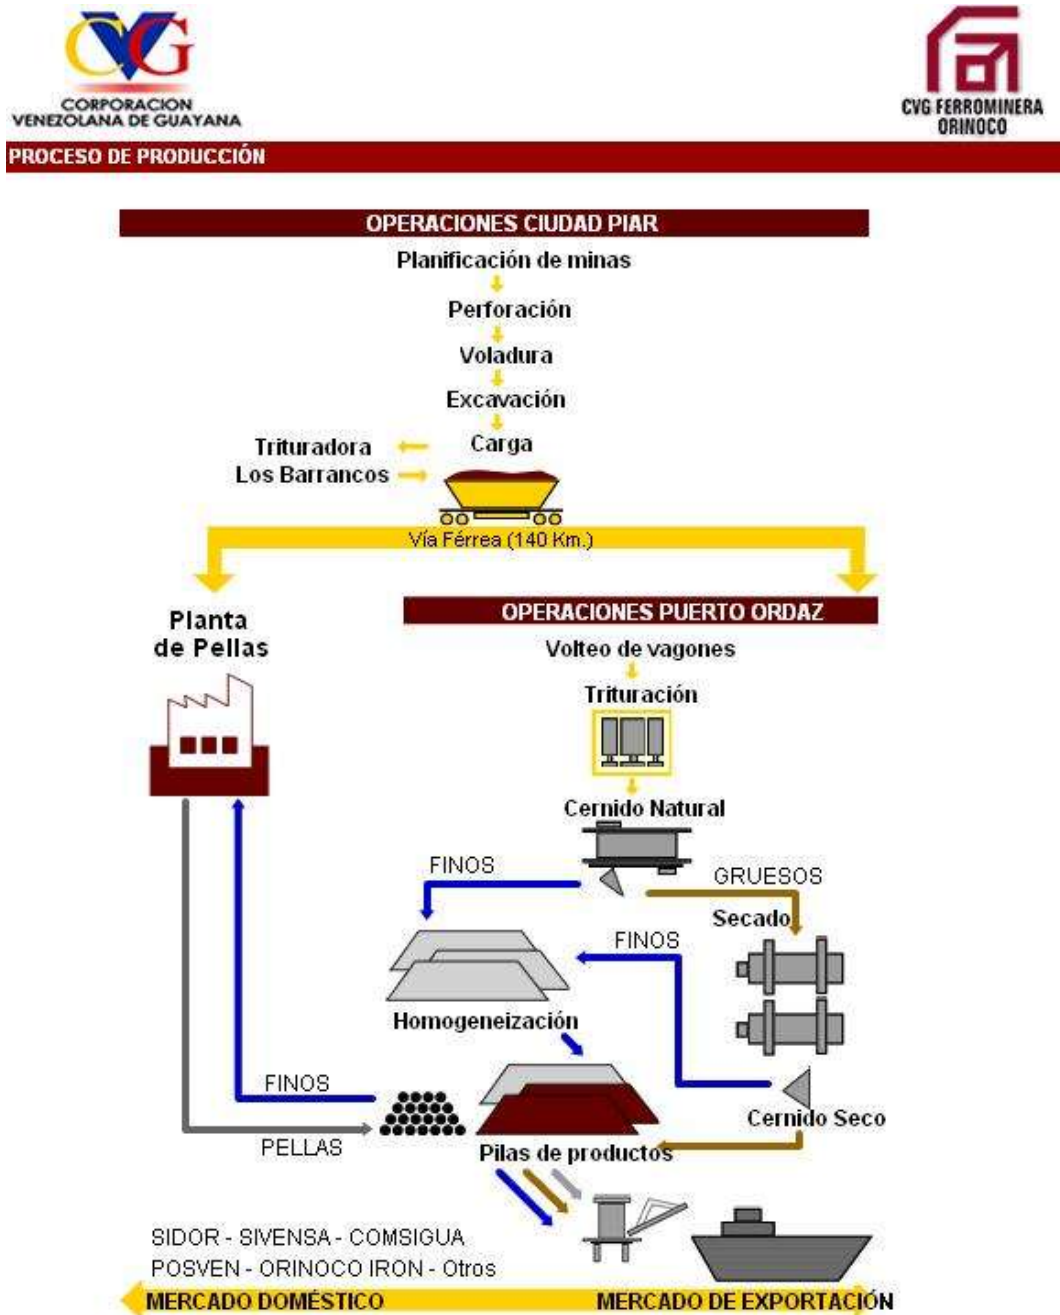 CVG
CORPORACION
VENEZOLANA DE GUAYANA
CVG FERROMINERA
ORINOCO
PROCESO DE PRODUCCIÓN
OPERACIONES CIUDAD PIAR
Planificación de minas
Perforación
Voladura
Excavación
Carga
Trituradora
Los Barrancos
Vía Férrea (140 Km.)
Planta
de Pellas
OPERACIONES PUERTO ORDAZ
Volteo de vagones
Trituración
Cernido Natural
FINOS
GRUESOS
Secado
FINOS
Homogeneización
FINOS
Cernido Seco
PELLAS
Pilas de productos
SIDOR - SIVENSA - COMSIGUA
POSVEN - ORINOCO IRON - Otros
MERCADO DOMÉSTICO
MERCADO DE EXPORTACIÓN